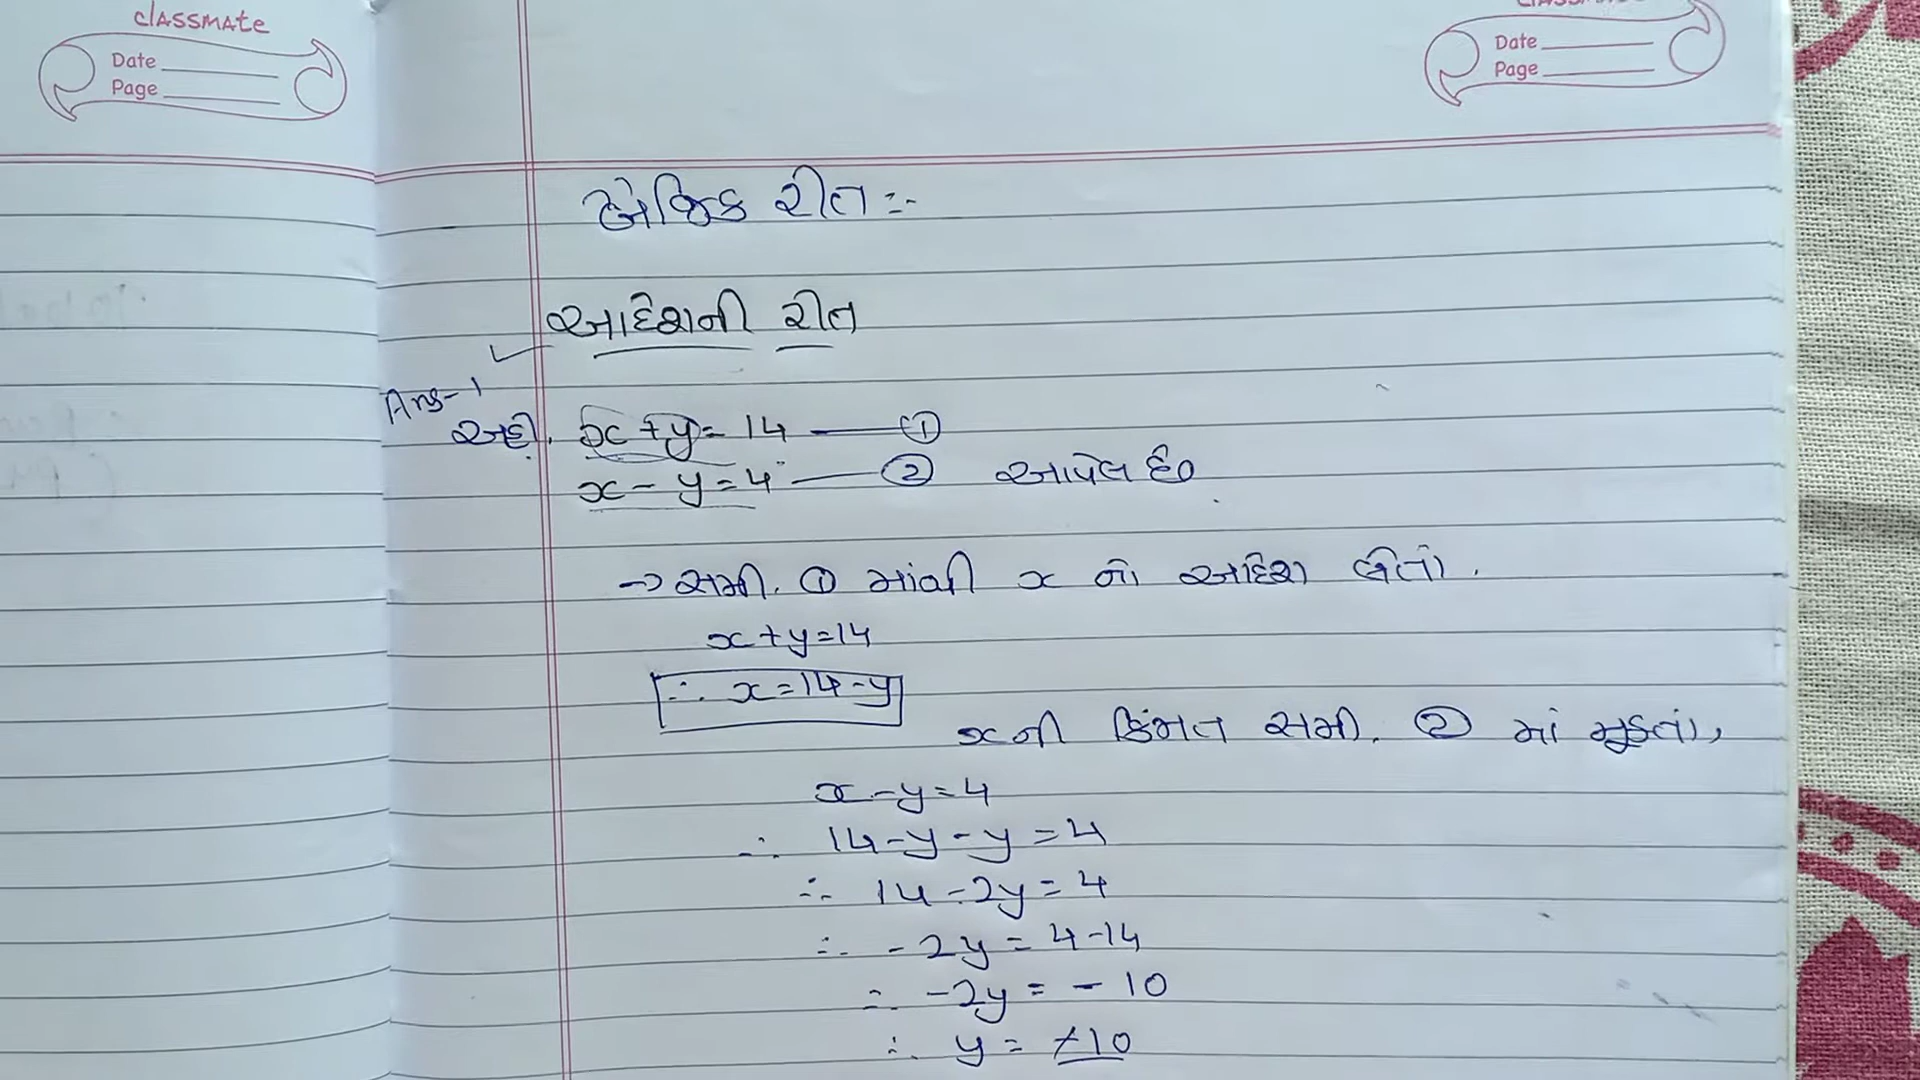 classmate
Date
Page
classmate
Date
Page
બૈજિક રીત :-
આદેશની રીત
Ans-1
અહીં. x + y = 14 — ①
x - y = 4 — ② આપેલ છે
→ સમી. ① માંથી x નો આદેશ લેતાં.
x + y = 14
∴ x = 14 - y
x ની કિંમત સમી. ② માં મુકતાં,
x - y = 4
∴ 14 - y - y = 4
∴ 14 - 2y = 4
∴ -2y = 4 - 14
∴ -2y = - 10
∴ y = -10